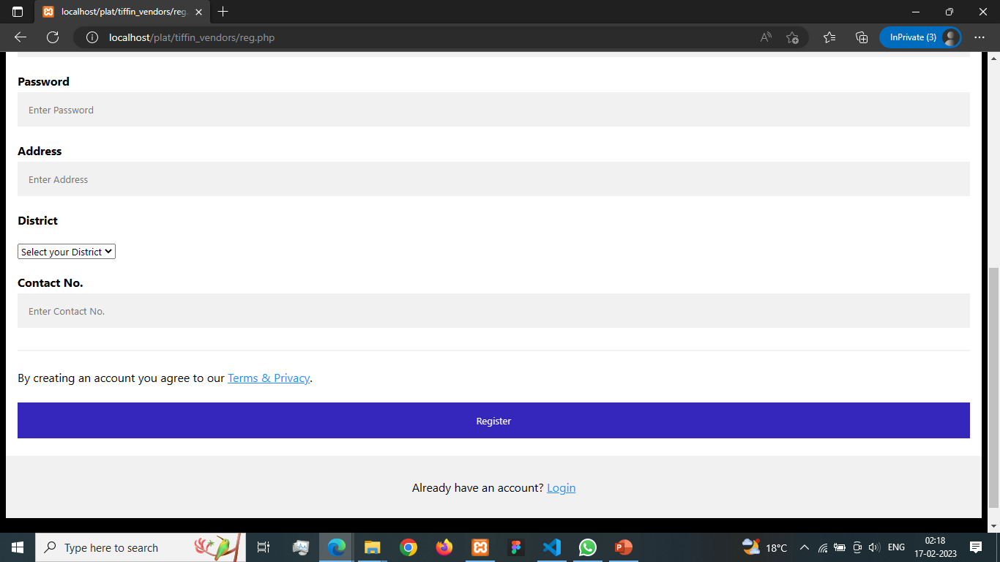 localhost/plat/tiffin_vendors/reg.
localhost/plat/tiffin_vendors/reg.php
InPrivate (3)
Password
Enter Password
Address
Enter Address
District
Select your District
Contact No.
Enter Contact No.
By creating an account you agree to our Terms & Privacy.
Register
Already have an account? Login
Type here to search
18°C
ENG
02:18
17-02-2023